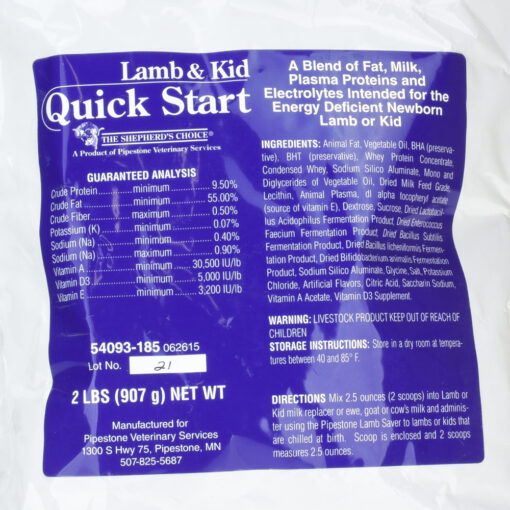 Lamb & Kid
Quick Start
THE SHEPHERD'S CHOICE®
A Product of Pipestone Veterinary Services
GUARANTEED ANALYSIS
Crude Protein minimum 9.50%
Crude Fat minimum 55.00%
Crude Fiber maximum 0.50%
Potassium (K) minimum 0.07%
Sodium (Na) minimum 0.40%
Sodium (Na) maximum 0.90%
Vitamin A minimum 30,500 IU/lb
Vitamin D3 minimum 5,000 IU/lb
Vitamin E minimum 3,200 IU/lb
54093-185 062615
Lot No. 21
2 LBS (907 g) NET WT
Manufactured for
Pipestone Veterinary Services
1300 S Hwy 75, Pipestone, MN
507-825-5687
A Blend of Fat, Milk,
Plasma Proteins and
Electrolytes Intended for the
Energy Deficient Newborn
Lamb or Kid
INGREDIENTS: Animal Fat, Vegetable Oil, BHA (preserva-
tive), BHT (preservative), Whey Protein Concentrate,
Condensed Whey, Sodium Silico Aluminate, Mono and
Diglycerides of Vegetable Oil, Dried Milk Feed Grade,
Lecithin, Animal Plasma, dl alpha tocopheryl acetate
(source of vitamin E), Dextrose, Sucrose, Dried Lactobacil-
lus Acidophilus Fermentation Product, Dried Enterococcus
Faecium Fermentation Product, Dried Bacillus Subtilis
Fermentation Product, Dried Bacillus licheniformis Fermen-
tation Product, Dried Bifidobacterium animalis Fermentation
Product, Sodium Silico Aluminate, Glycine, Salt, Potassium
Chloride, Artificial Flavors, Citric Acid, Saccharin Sodium,
Vitamin A Acetate, Vitamin D3 Supplement.
WARNING: LIVESTOCK PRODUCT KEEP OUT OF REACH OF
CHILDREN
STORAGE INSTRUCTIONS: Store in a dry room at tempera-
tures between 40 and 85° F.
DIRECTIONS Mix 2.5 ounces (2 scoops) into Lamb or
Kid milk replacer or ewe, goat or cow's milk and adminis-
ter using the Pipestone Lamb Saver to lambs or kids that
are chilled at birth. Scoop is enclosed and 2 scoops
measures 2.5 ounces.